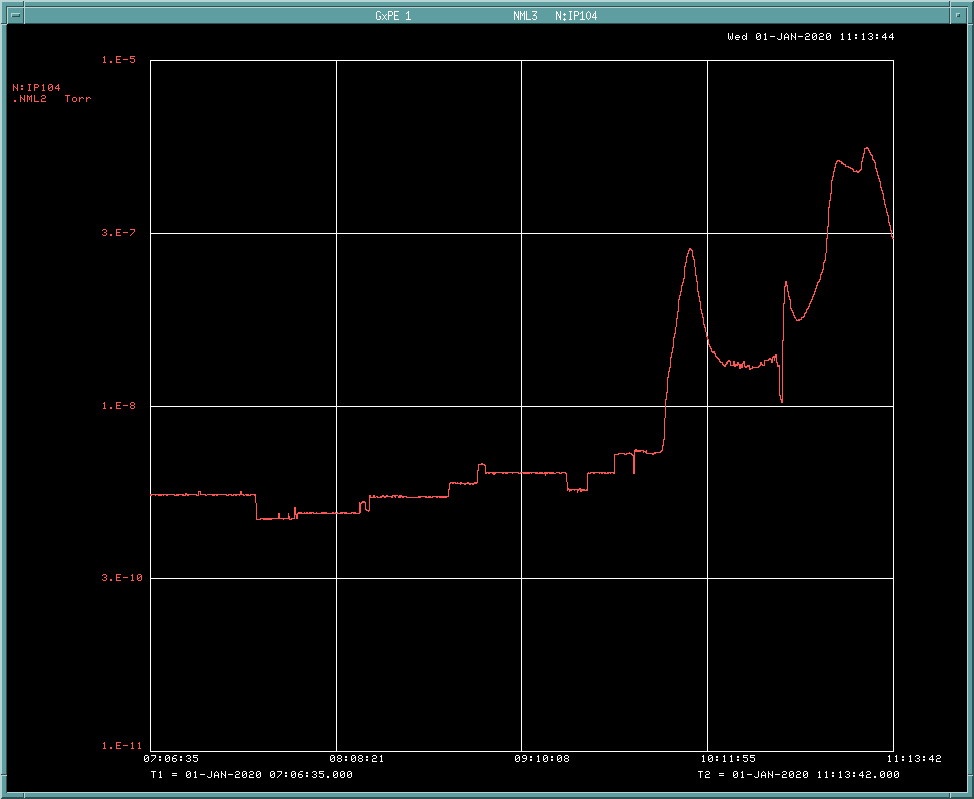 GxPE 1 NML3 N:IP104
Wed 01-JAN-2020 11:13:44
1.E-5
N:IP104
.NML2 Torr
3.E-7
1.E-8
3.E-10
1.E-11
07:06:35 08:08:21 09:10:08 10:11:55 11:13:42
T1 = 01-JAN-2020 07:06:35.000 T2 = 01-JAN-2020 11:13:42.000